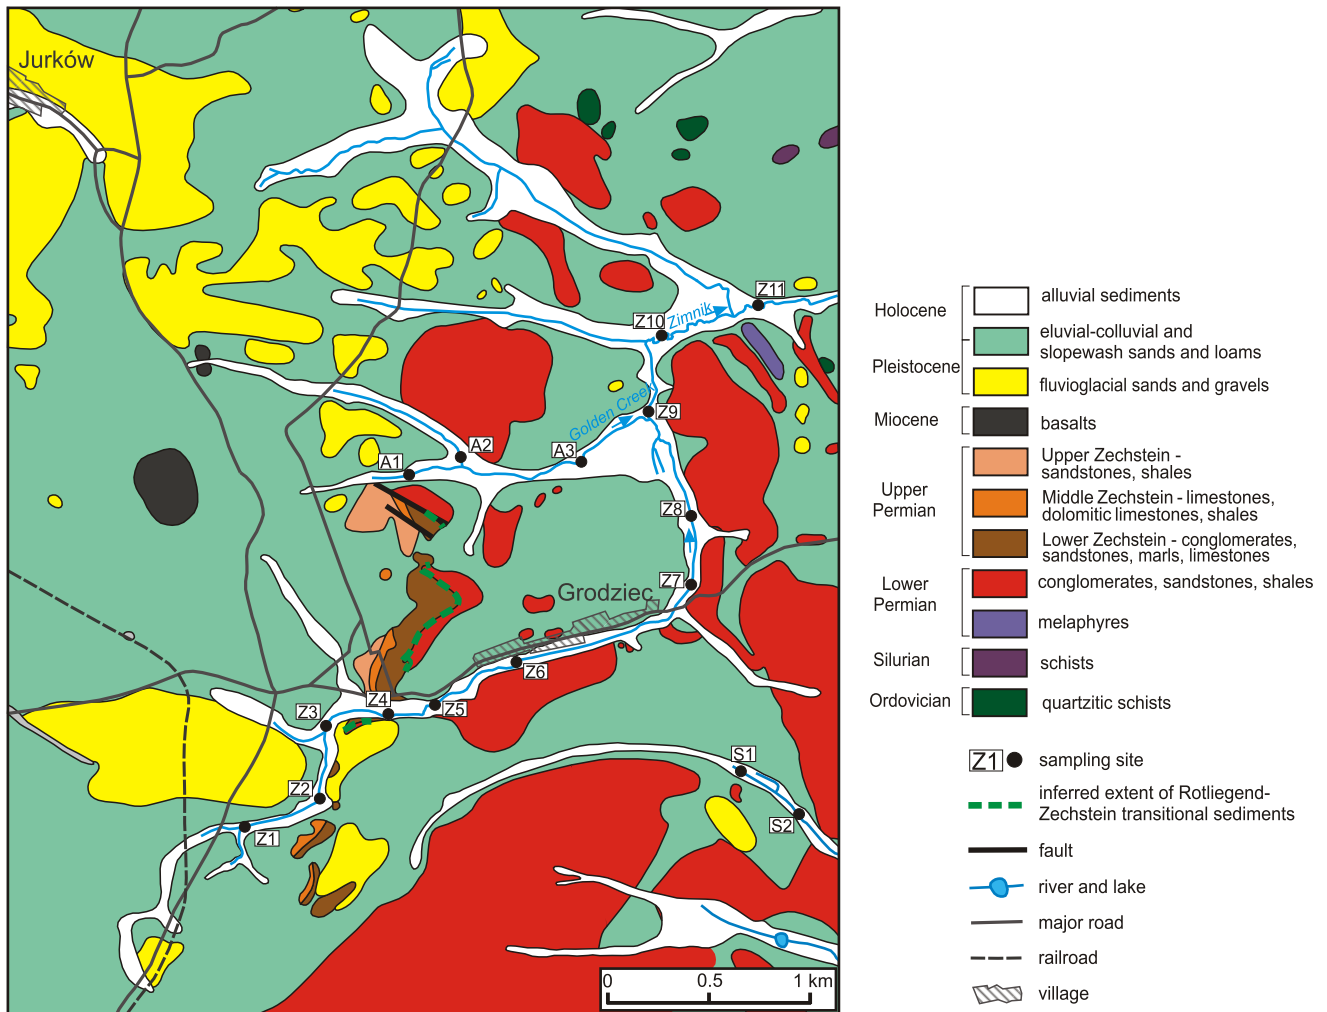 Jurków
Z11
Zimnik
Z10
Golden Creek
Z9
A2
A3
A1
Z8
Z7
Grodziec
Z6
Z4
Z5
Z3
S1
Z2
S2
Z1
0 0.5 1 km
Holocene
alluvial sediments
eluvial-colluvial and
slopewash sands and loams
Pleistocene
fluvioglacial sands and gravels
Miocene
basalts
Upper
Permian
Upper Zechstein -
sandstones, shales
Middle Zechstein - limestones,
dolomitic limestones, shales
Lower Zechstein - conglomerates,
sandstones, marls, limestones
Lower
Permian
conglomerates, sandstones, shales
melaphyres
Silurian
schists
Ordovician
quartzitic schists
Z1
sampling site
inferred extent of Rotliegend-
Zechstein transitional sediments
fault
river and lake
major road
railroad
village